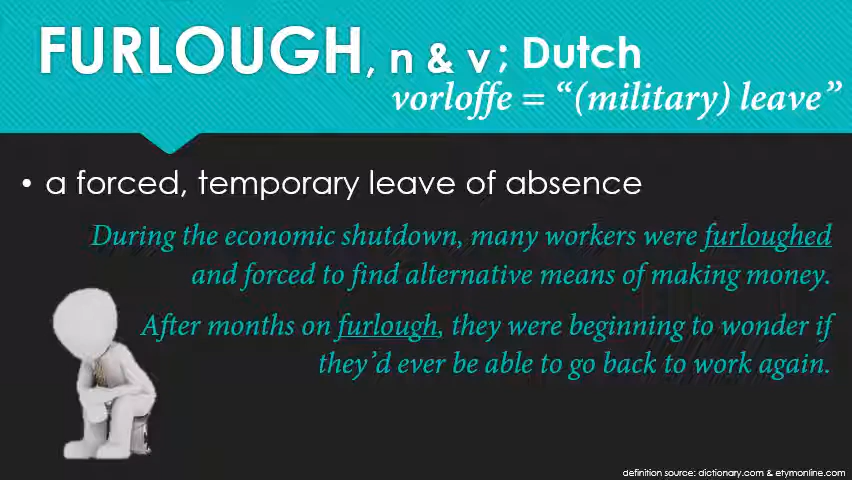 FURLOUGH, n & v; Dutch
vorloffe = “(military) leave”
• a forced, temporary leave of absence
During the economic shutdown, many workers were furloughed
and forced to find alternative means of making money.
After months on furlough, they were beginning to wonder if
they’d ever be able to go back to work again.
definition source: dictionary.com & etymonline.com